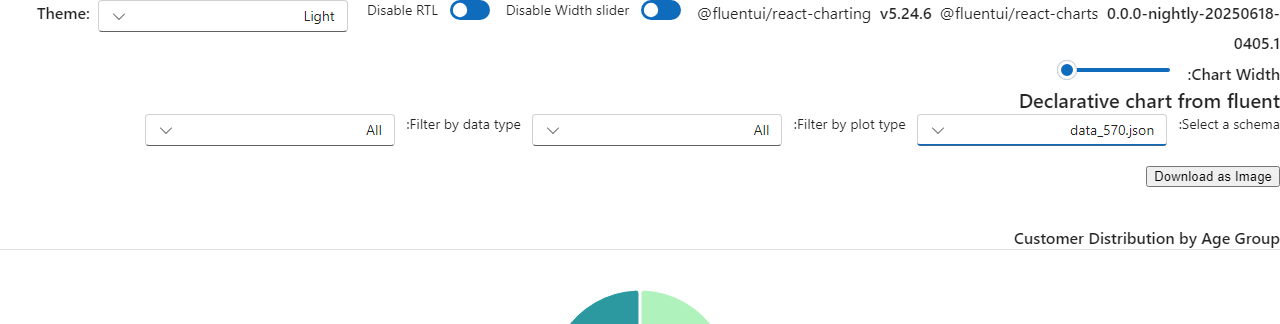 Theme: Light Disable RTL Disable Width slider @fluentui/react-charting v5.24.6 @fluentui/react-charts 0.0.0-nightly-20250618-
0405.1
:Chart Width
Declarative chart from fluent
:Select a schema data_570.json :Filter by plot type All :Filter by data type All
Download as Image
Customer Distribution by Age Group